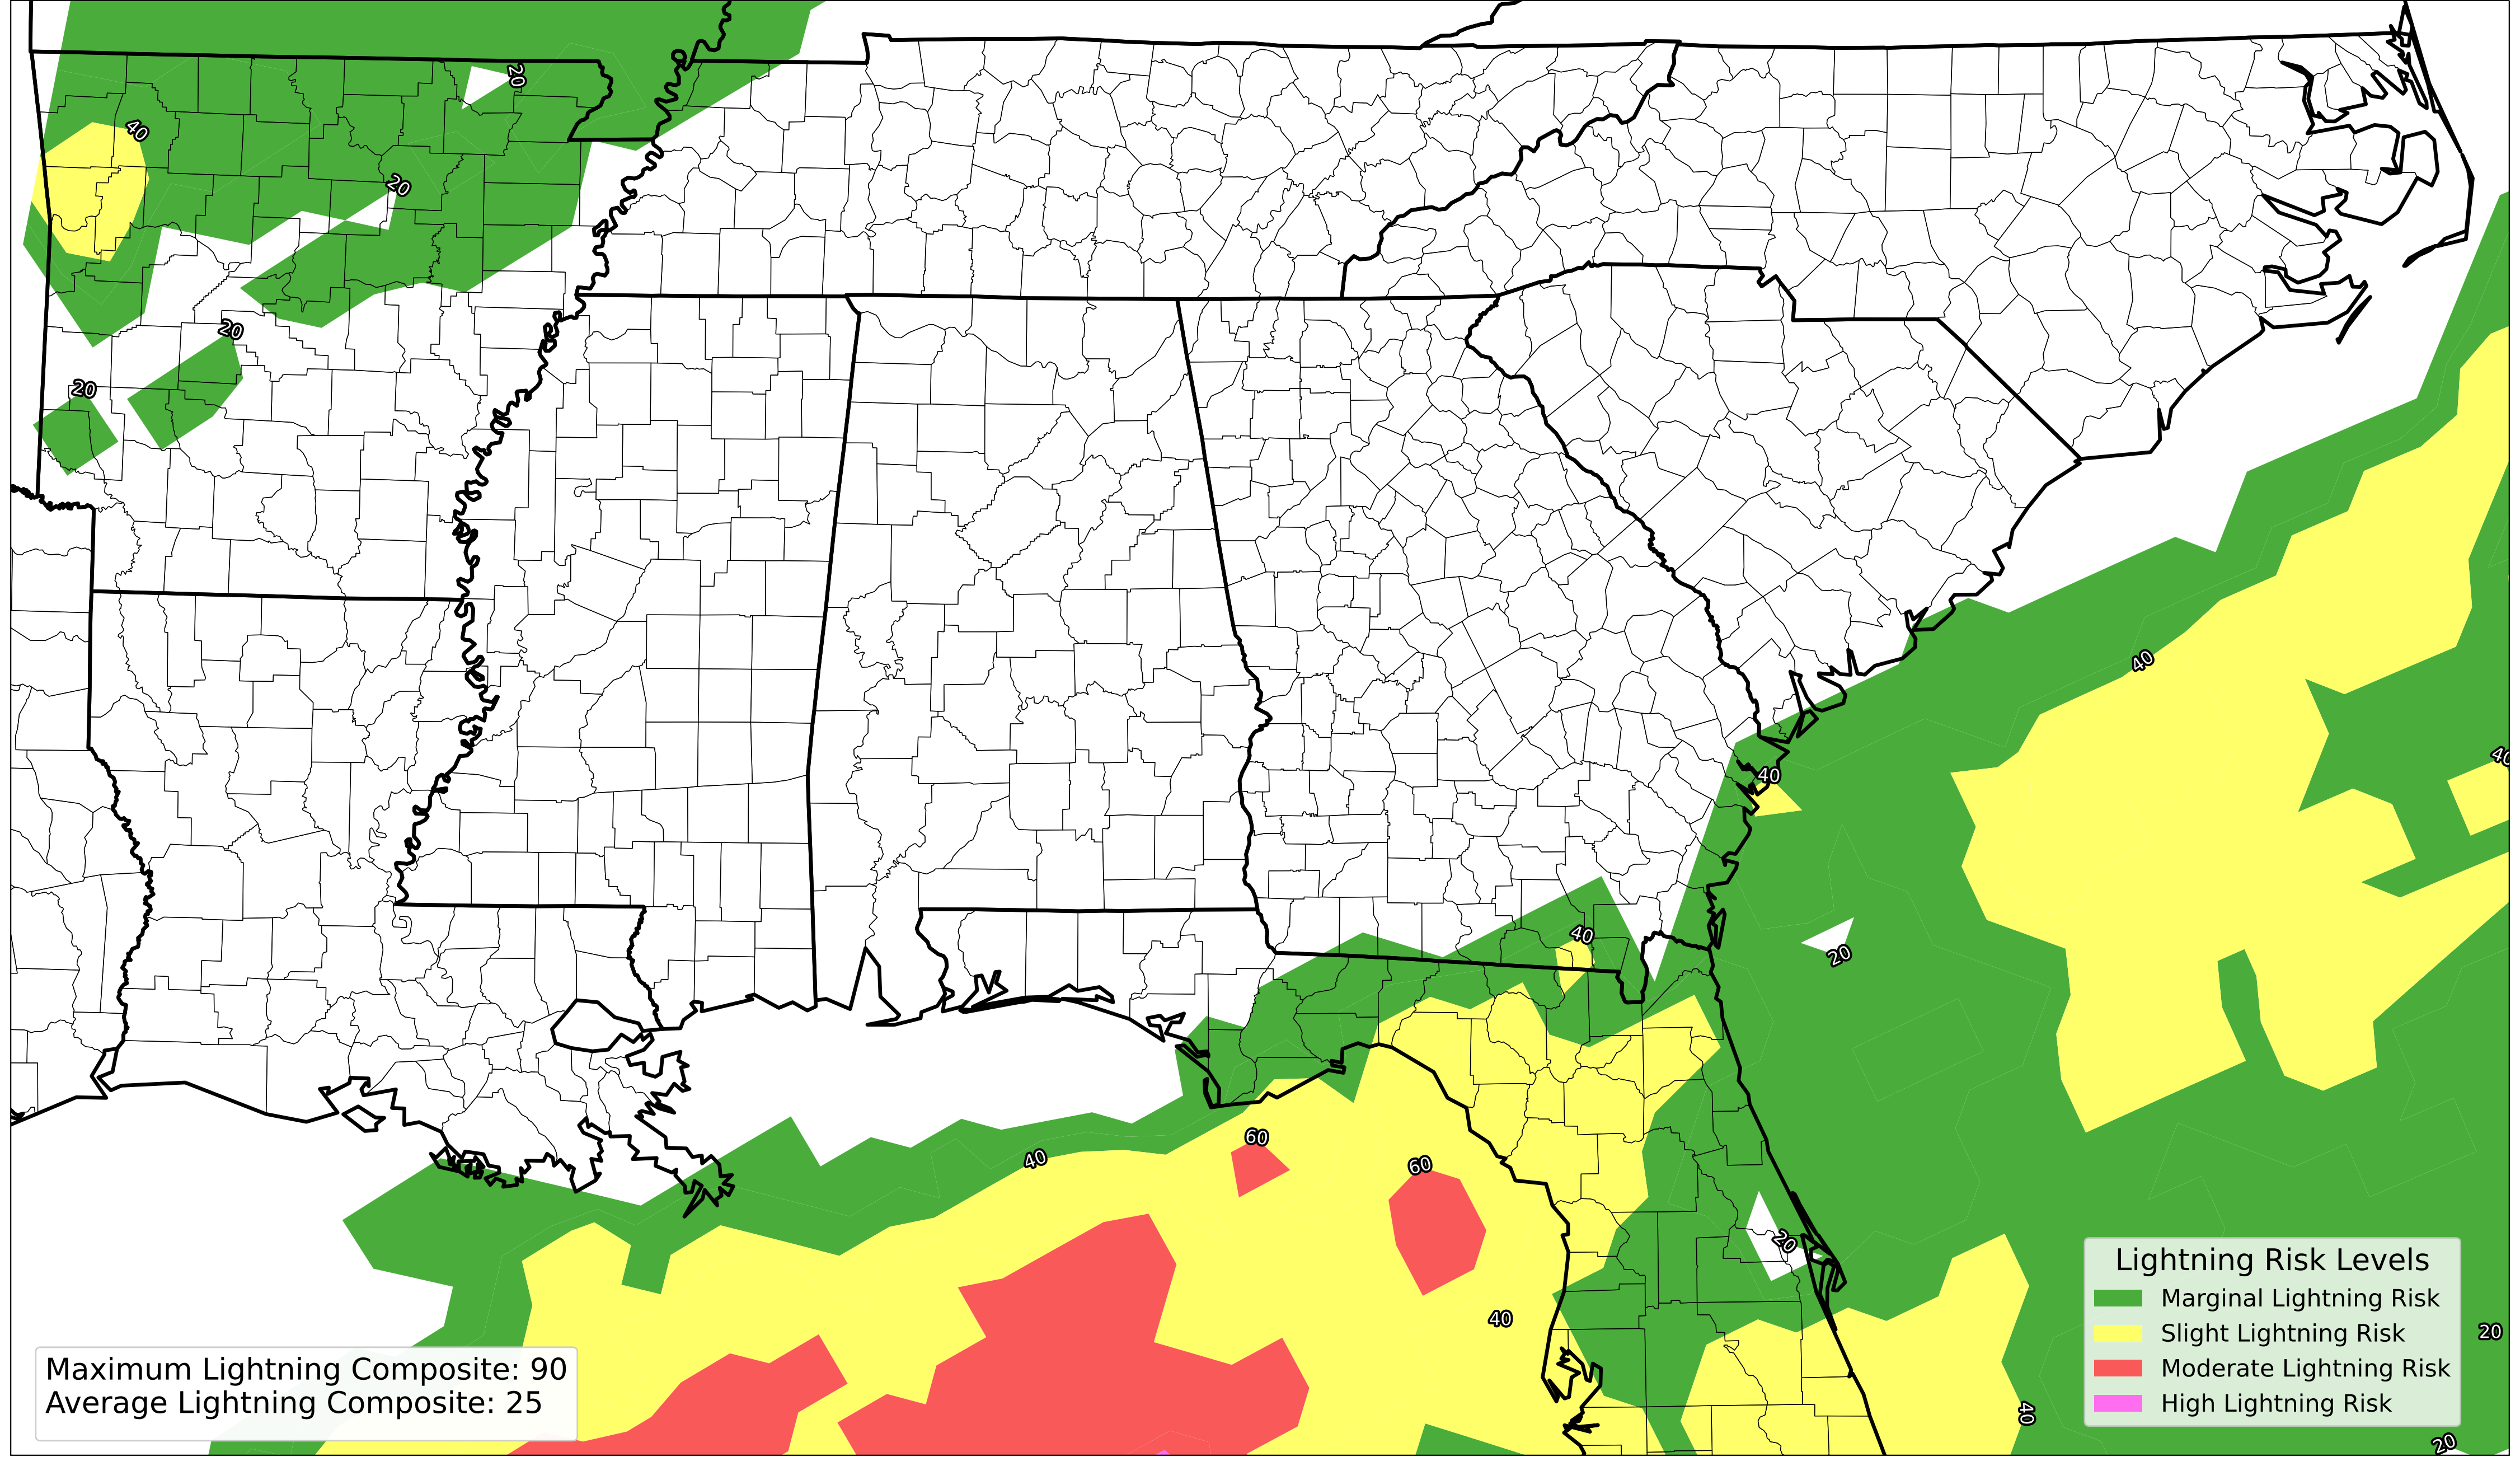 20
40
20
20
20
40
40
40
40
20
40
60
60
20
40
20
40
20
Lightning Risk Levels
Marginal Lightning Risk
Slight Lightning Risk
Moderate Lightning Risk
High Lightning Risk
Maximum Lightning Composite: 90
Average Lightning Composite: 25